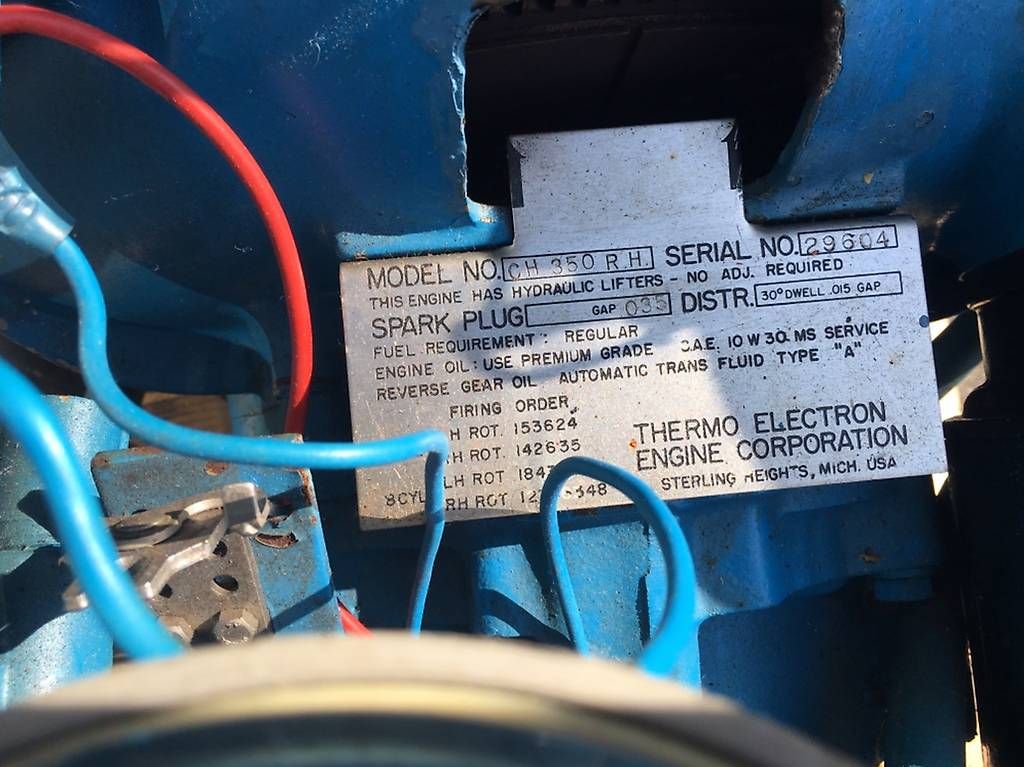 MODEL NO. CH 350 R.H. SERIAL NO. 29604
THIS ENGINE HAS HYDRAULIC LIFTERS - NO ADJ. REQUIRED
SPARK PLUG GAP 035 DISTR. 30° DWELL .015 GAP
FUEL REQUIREMENT: REGULAR
ENGINE OIL: USE PREMIUM GRADE S.A.E. 10 W 30 MS SERVICE
REVERSE GEAR OIL AUTOMATIC TRANS FLUID TYPE "A"
FIRING ORDER
H ROT. 153624
H ROT. 142635
LH ROT
8CYL RH ROT
THERMO ELECTRON
ENGINE CORPORATION
STERLING HEIGHTS, MICH. USA